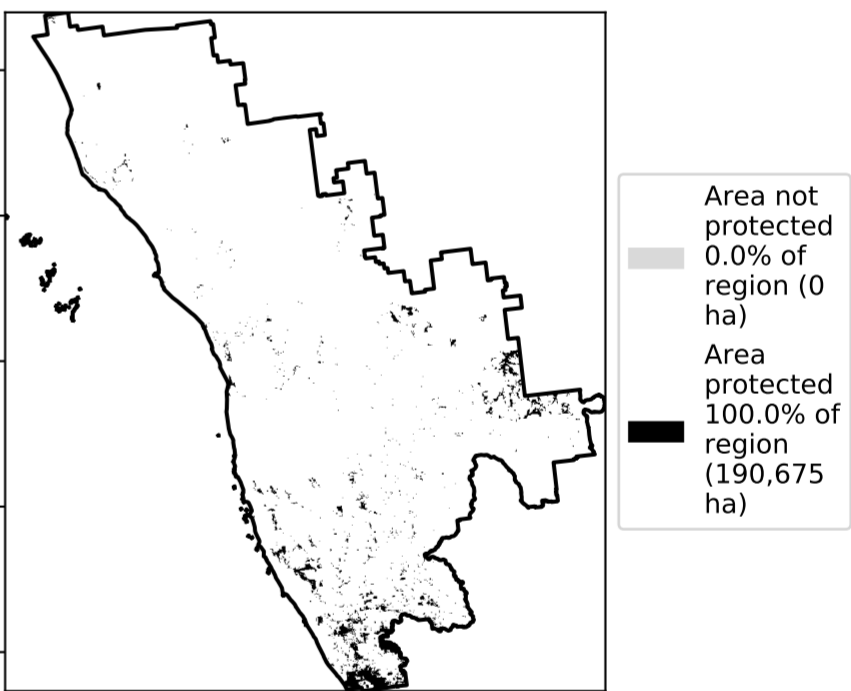 Area not
protected
0.0% of
region (0
ha)
Area
protected
100.0% of
region
(190,675
ha)